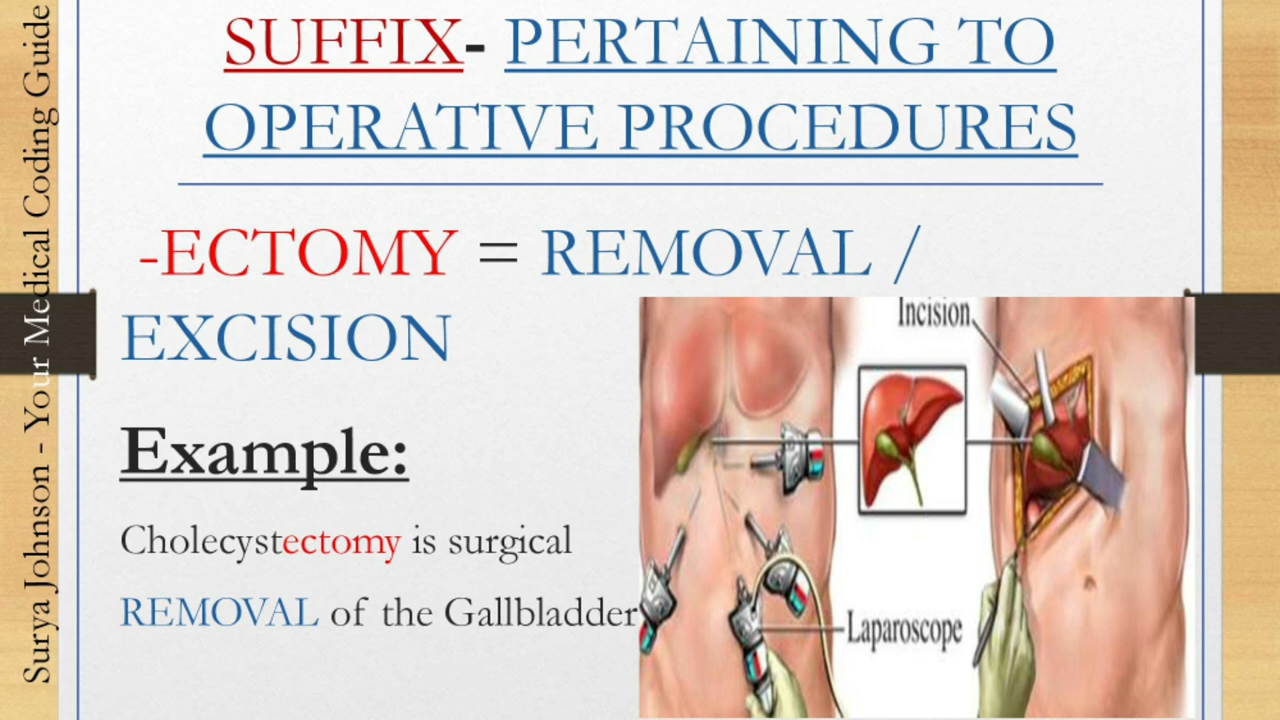 SUFFIX- PERTAINING TO
OPERATIVE PROCEDURES
-ECTOMY = REMOVAL /
EXCISION
Example:
Cholecystectomy is surgical
REMOVAL of the Gallbladder
Incision
Laparoscope
Surya Johnson - Your Medical Coding Guide